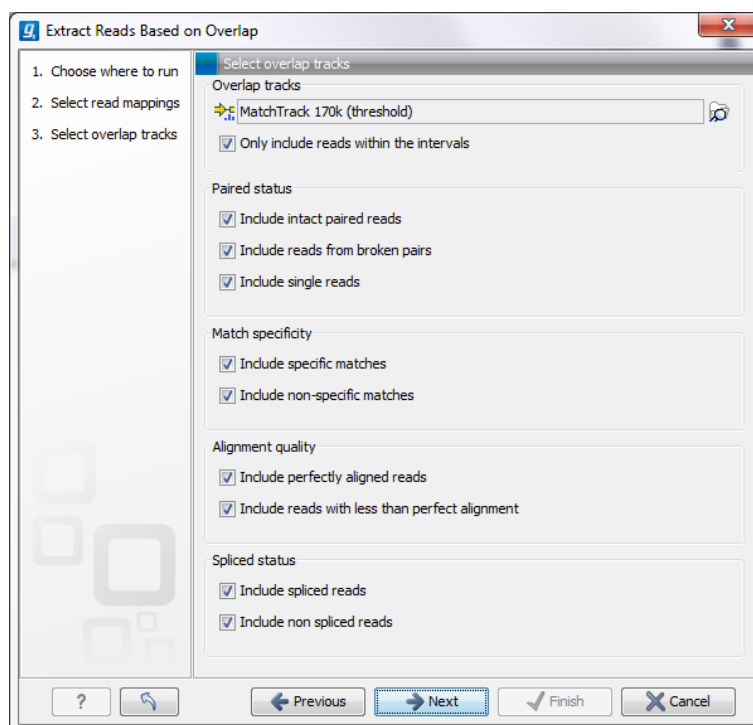 Extract Reads Based on Overlap
1. Choose where to run
2. Select read mappings
3. Select overlap tracks
Select overlap tracks
Overlap tracks
MatchTrack 170k (threshold)
Only include reads within the intervals
Paired status
Include intact paired reads
Include reads from broken pairs
Include single reads
Match specificity
Include specific matches
Include non-specific matches
Alignment quality
Include perfectly aligned reads
Include reads with less than perfect alignment
Spliced status
Include spliced reads
Include non spliced reads
? Previous Next Finish Cancel